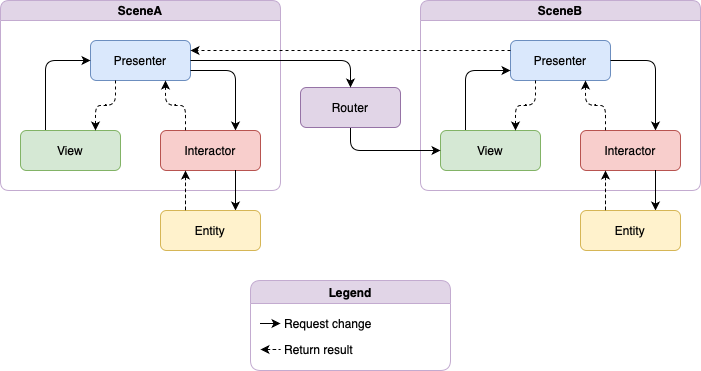 SceneA
SceneB
Presenter
Presenter
Router
View
Interactor
View
Interactor
Entity
Entity
Legend
Request change
Return result